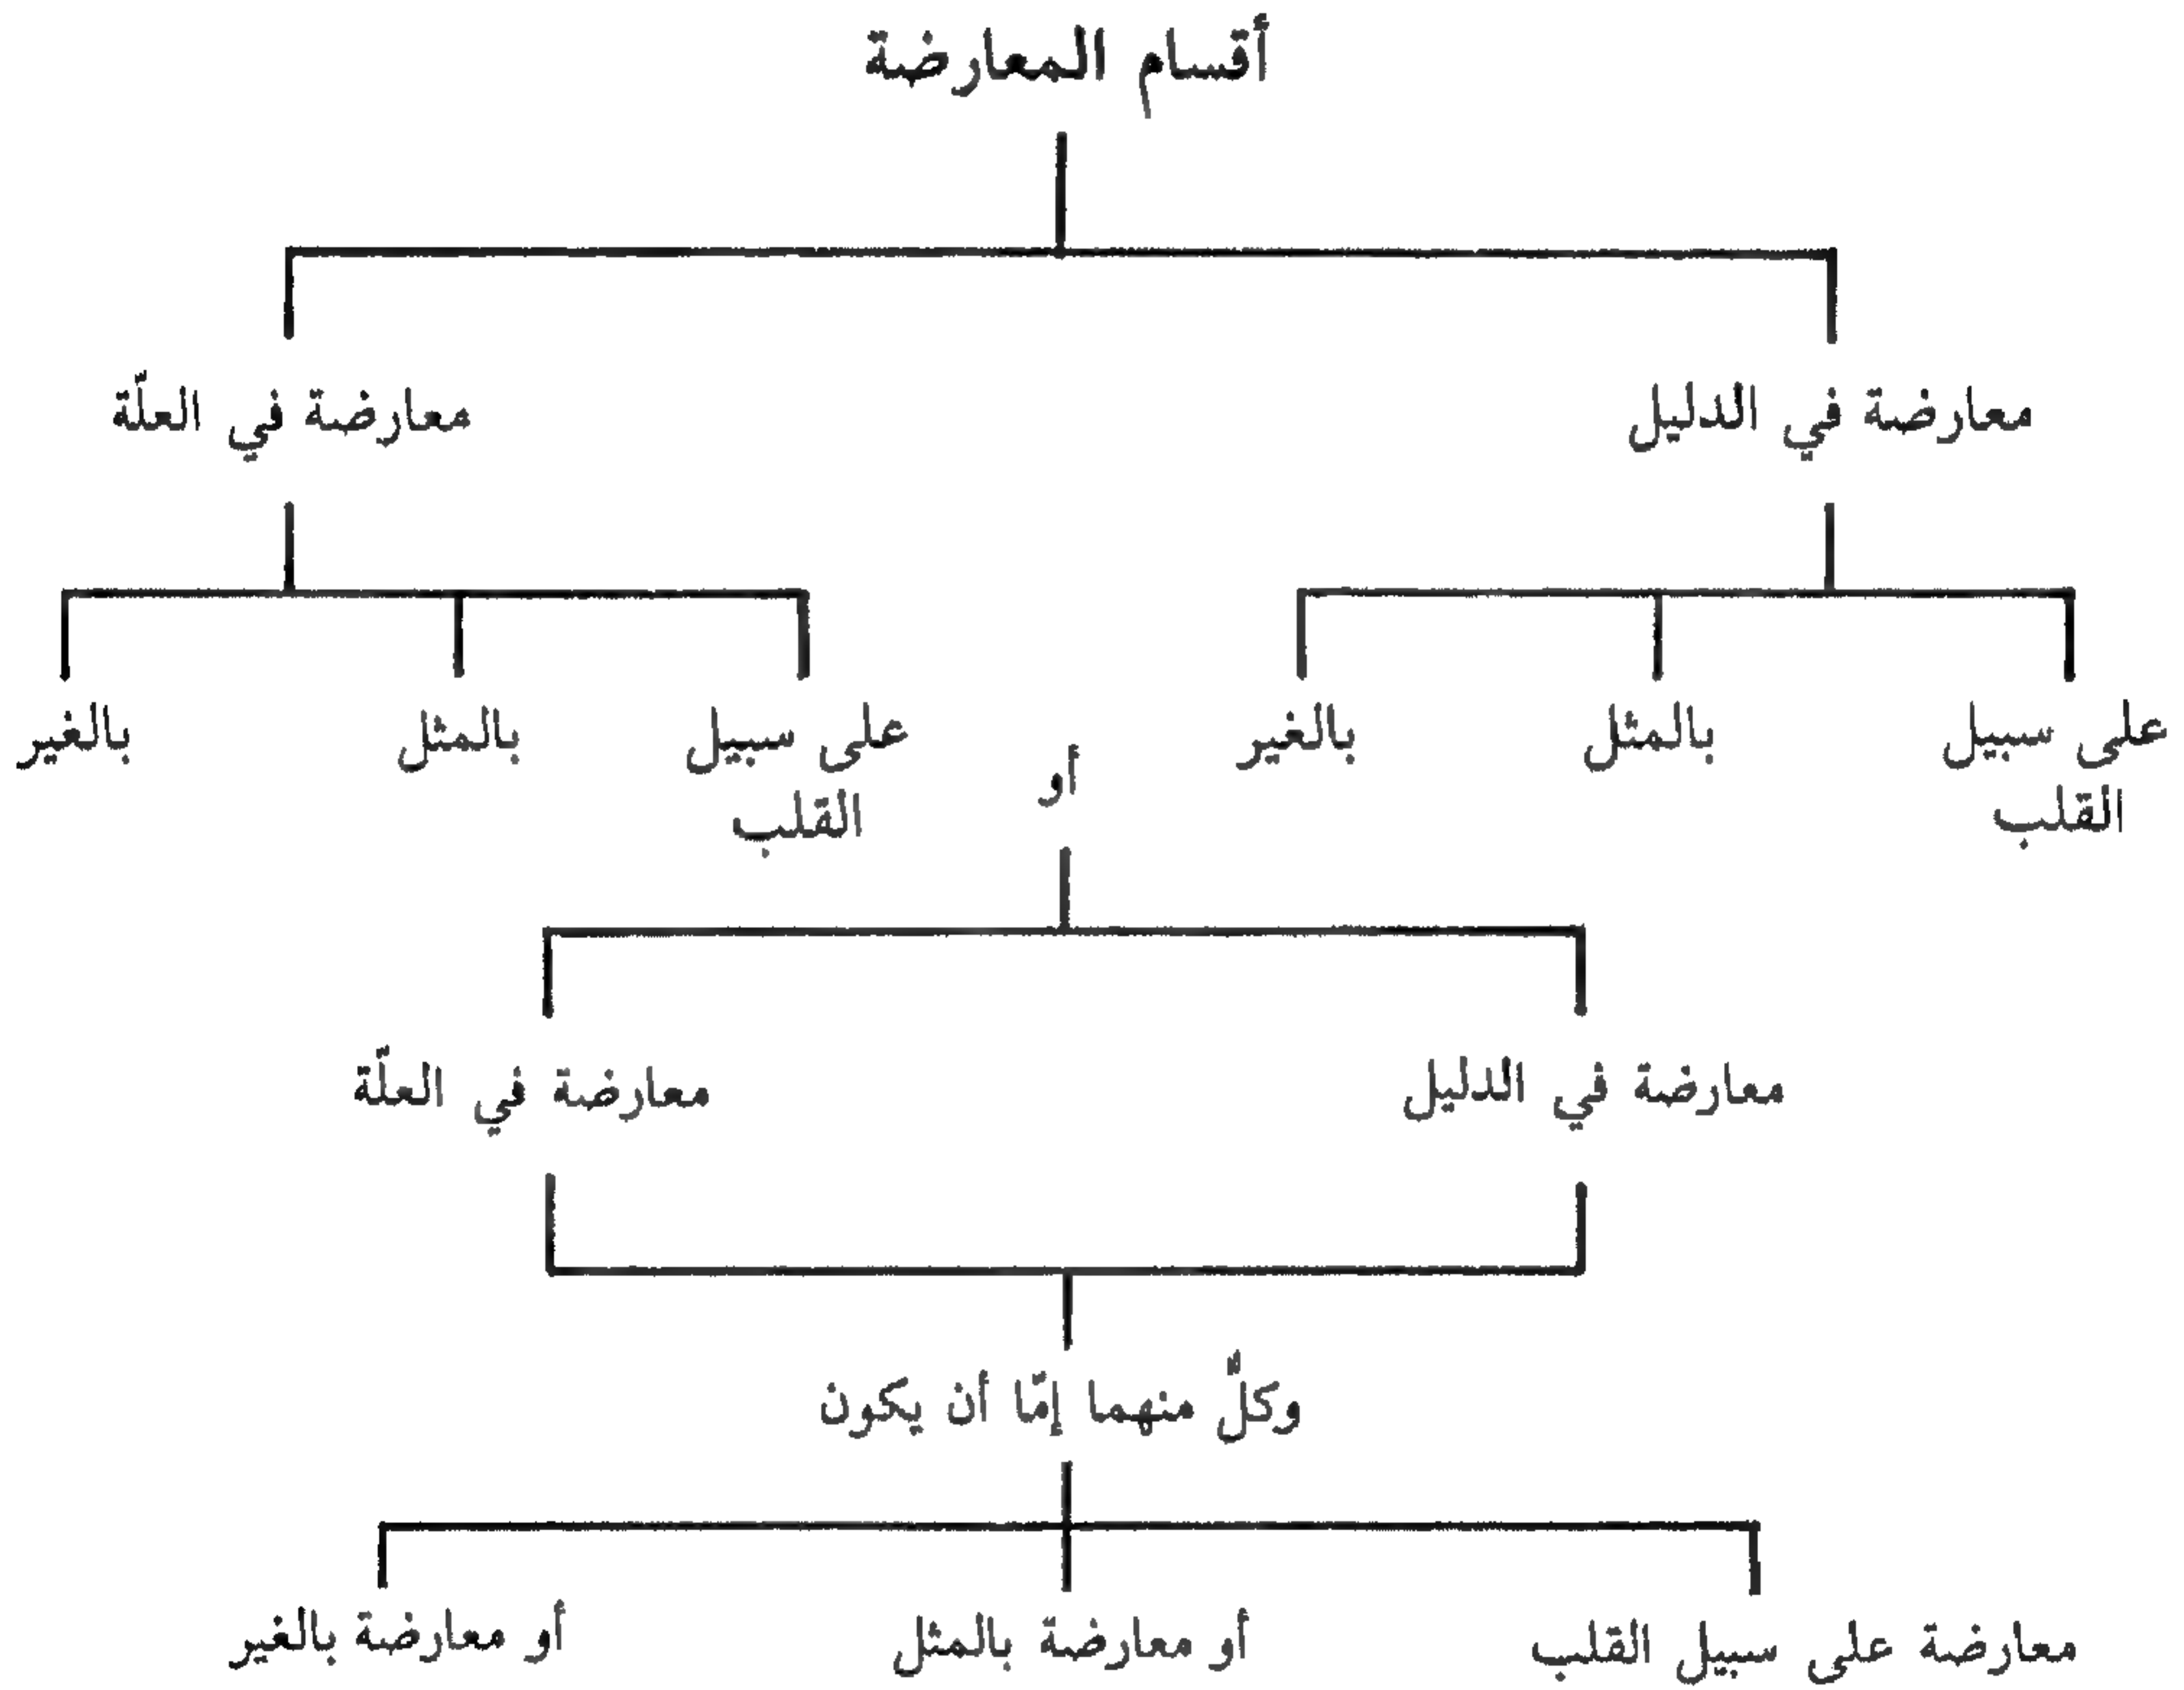 أقسام المعارضة
معارضة في الدليل
معارضة في العلّة
على سبيل
القلب
بالمثل
بالغير
على سبيل
القلب
بالمثل
بالغير
أو
معارضة في الدليل
معارضة في العلّة
وكلٌّ منهما إمّا أن يكون
معارضة على سبيل القلب
أو معارضة بالمثل
أو معارضة بالغير